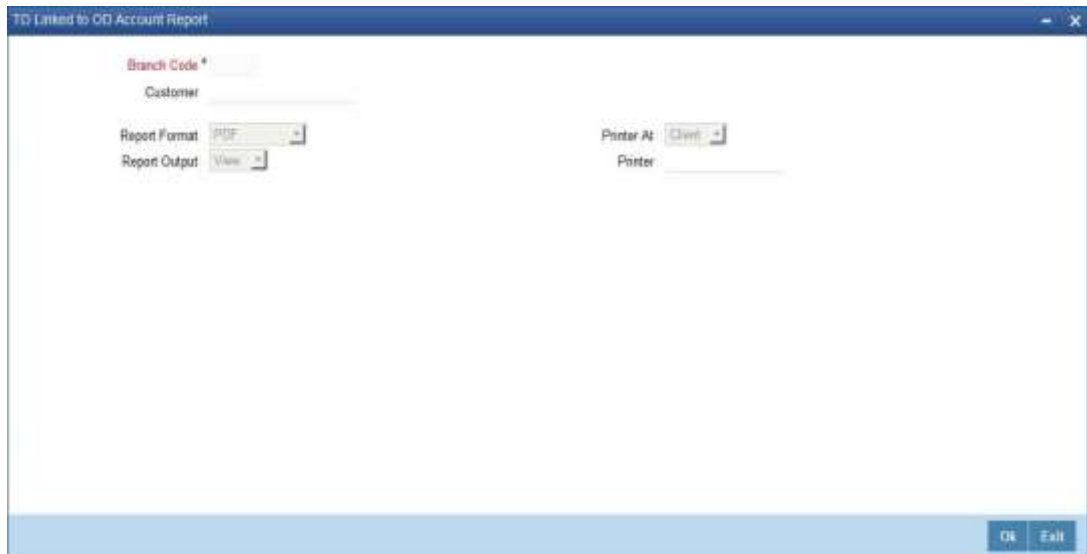 TD Linked to OD Account Report
Branch Code *
Customer
Report Format PDF
Printer At Client
Report Output View
Printer
Ok Exit